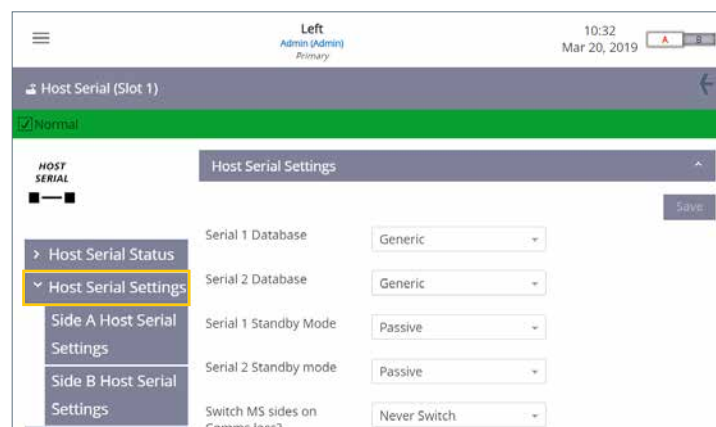 Left
Admin (Admin)
Primary
10:32
Mar 20, 2019
A
B
Host Serial (Slot 1)
Normal
HOST
SERIAL
Host Serial Settings
Save
> Host Serial Status
Host Serial Settings
Side A Host Serial
Settings
Side B Host Serial
Settings
Serial 1 Database
Generic
Serial 2 Database
Generic
Serial 1 Standby Mode
Passive
Serial 2 Standby mode
Passive
Switch MS sides on
Never Switch
Comms loss?